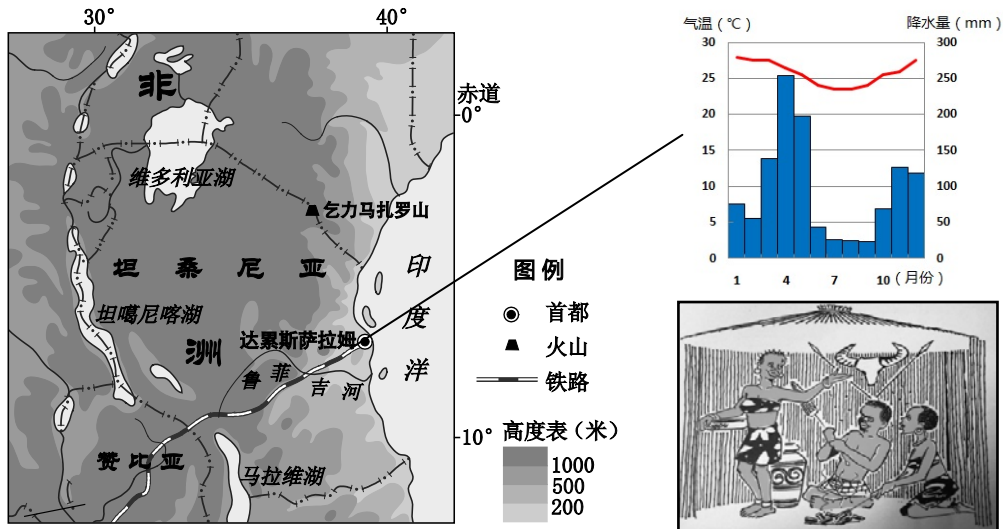 30°
40°
非
赤道
0°
维多利亚湖
乞力马扎罗山
坦桑尼亚
印度洋
坦噶尼喀湖
达累斯萨拉姆
洲
鲁菲吉河
10°
赞比亚
马拉维湖
图例
首都
火山
铁路
高度表（米）
1000
500
200
气温（℃）
降水量（mm）
30
300
25
250
20
200
15
150
10
100
5
50
0
0
1
4
7
10
（月份）